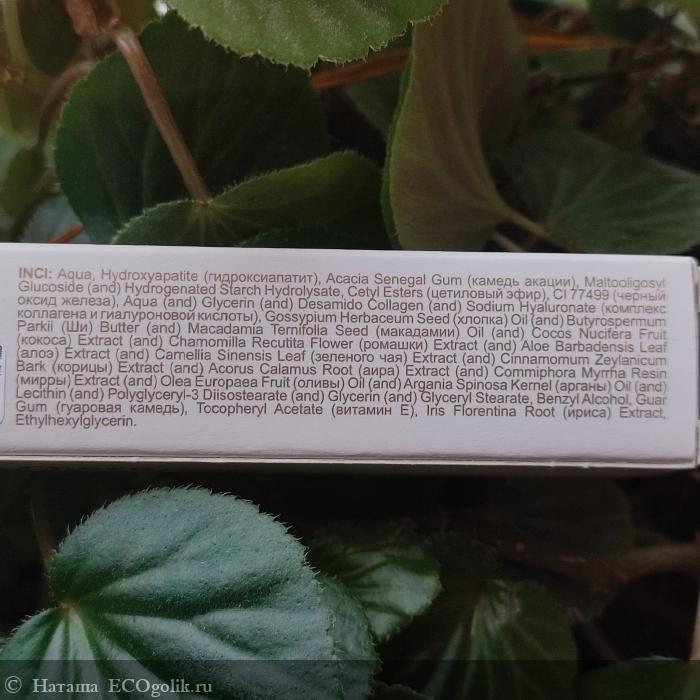 INCI: Aqua, Hydroxyapatite (гидроксиапатит), Acacia Senegal Gum (камедь акации), Maltooligosyl
Glucoside (and) Hydrogenated Starch Hydrolysate, Cetyl Esters (цетиловый эфир), CI 77499 (черный
оксид железа), Aqua (and) Glycerin (and) Desamido Collagen (and) Sodium Hyaluronate (комплекс
коллагена и гиалуроновой кислоты), Gossypium Herbaceum Seed (хлопка) Oil (and) Butyrospermum
Parkii (Ши) Butter (and) Macadamia Ternifolia Seed (макадамии) Oil (and) Cocos Nucifera Fruit
(кокоса) Extract (and) Chamomilla Recutita Flower (ромашки) Extract (and) Aloe Barbadensis Leaf
(алоэ) Extract (and) Camellia Sinensis Leaf (зеленого чая) Extract (and) Cinnamomum Zeylanicum
Bark (корицы) Extract (and) Acorus Calamus Root (аира) Extract (and) Commiphora Myrrha Resin
(мирры) Extract (and) Olea Europaea Fruit (оливы) Oil (and) Argania Spinosa Kernel (арганы) Oil (and)
Lecithin (and) Polyglyceryl-3 Diisostearate (and) Glycerin (and) Glyceryl Stearate, Benzyl Alcohol, Guar
Gum (гуаровая камедь), Tocopheryl Acetate (витамин Е), Iris Florentina Root (ириса) Extract,
Ethylhexylglycerin.
© Наташа ECOgolik.ru